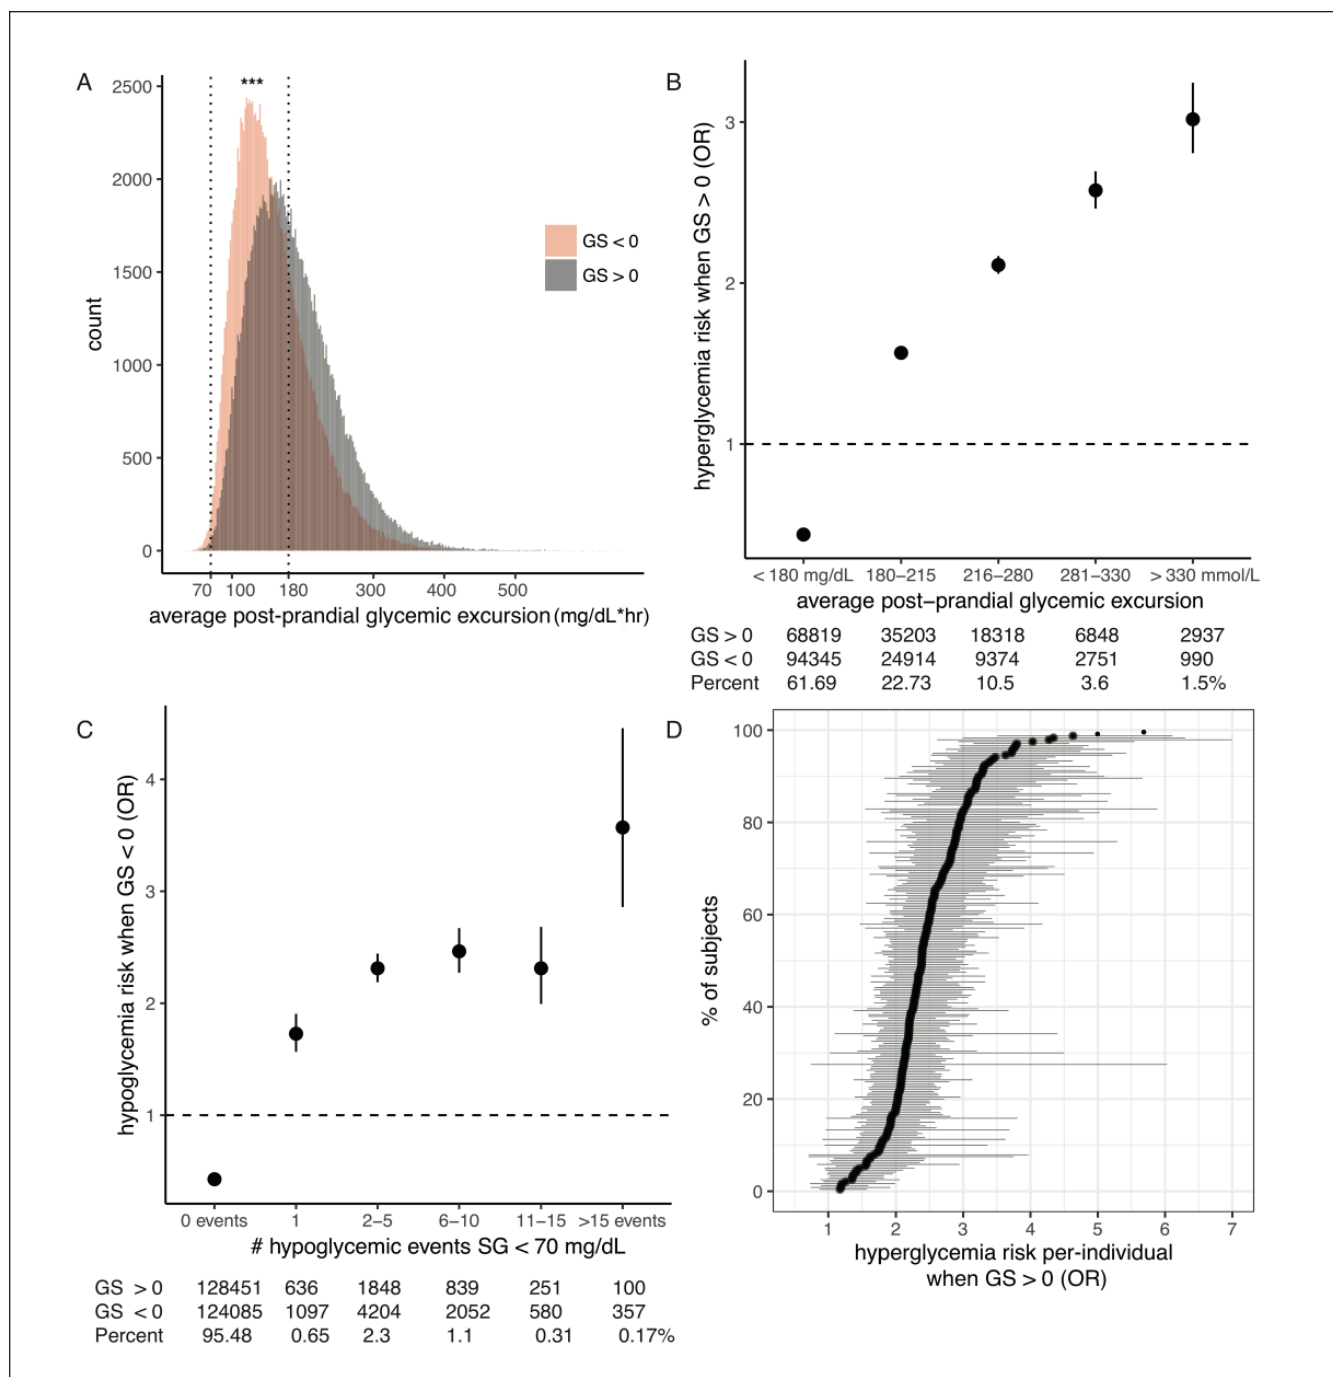 A
***
2500
2000
1500
1000
500
0
count
70 100 180 300 400 500
average post-prandial glycemic excursion (mg/dL*hr)
GS < 0
GS > 0
B
3
2
1
hyperglycemia risk when GS > 0 (OR)
< 180 mg/dL 180–215 216–280 281–330 > 330 mmol/L
average post–prandial glycemic excursion
GS > 0 68819 35203 18318 6848 2937
GS < 0 94345 24914 9374 2751 990
Percent 61.69 22.73 10.5 3.6 1.5%
C
4
3
2
1
hypoglycemia risk when GS < 0 (OR)
0 events 1 2–5 6–10 11–15 >15 events
# hypoglycemic events SG < 70 mg/dL
GS > 0 128451 636 1848 839 251 100
GS < 0 124085 1097 4204 2052 580 357
Percent 95.48 0.65 2.3 1.1 0.31 0.17%
D
100
80
60
40
20
0
% of subjects
1 2 3 4 5 6 7
hyperglycemia risk per-individual
when GS > 0 (OR)